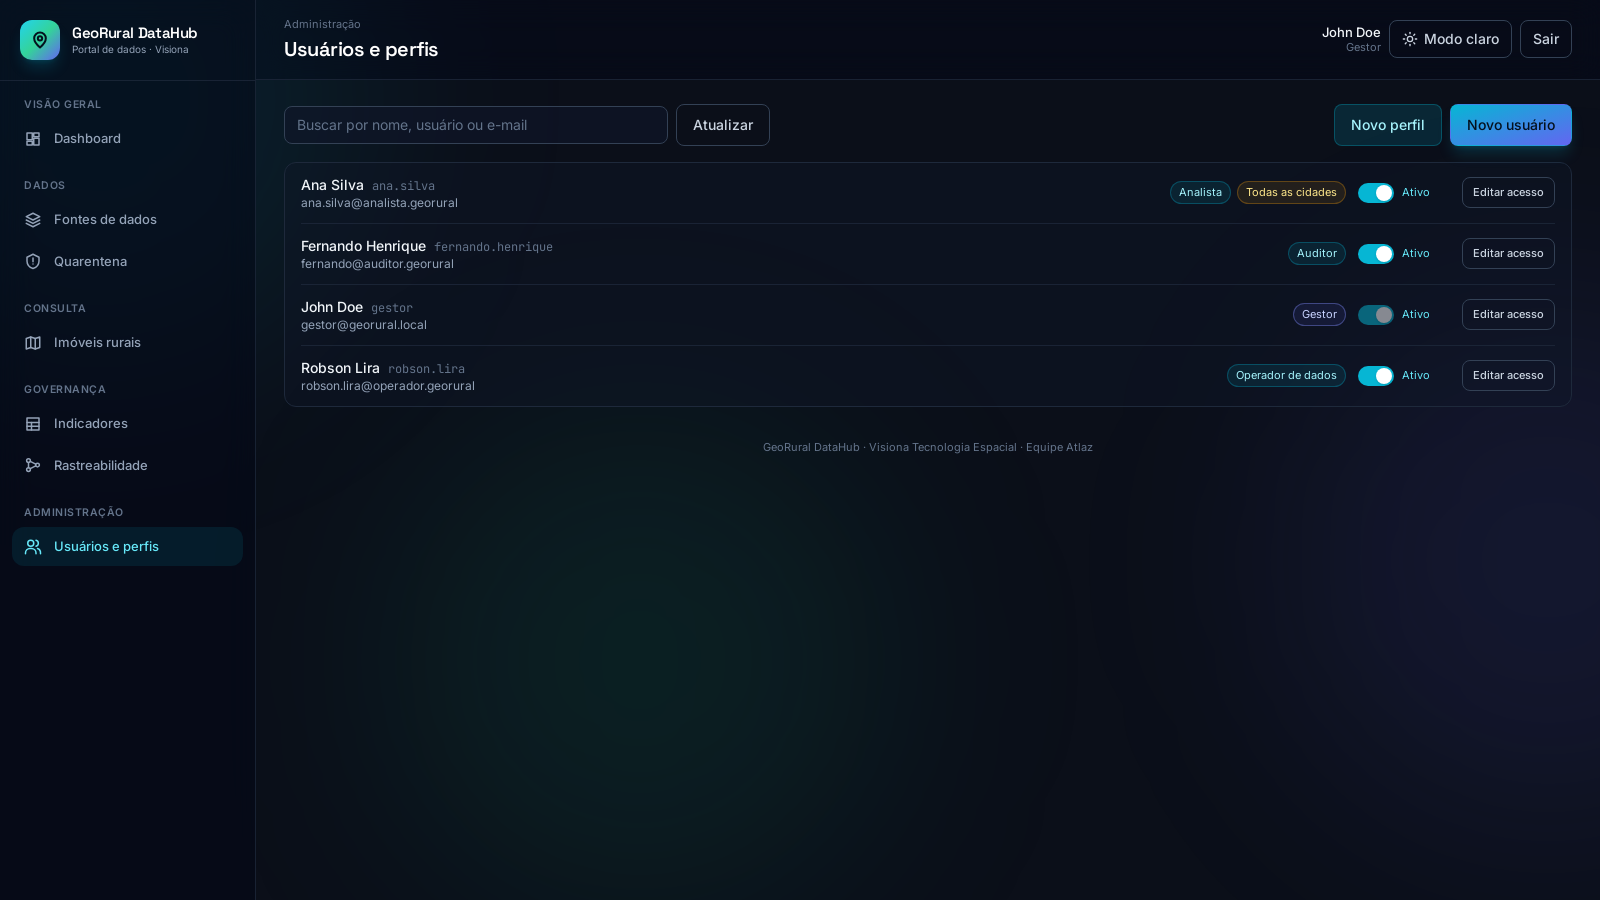 GeoRural DataHub
Portal de dados · Visiona
VISÃO GERAL
Dashboard
DADOS
Fontes de dados
Quarentena
CONSULTA
Imóveis rurais
GOVERNANÇA
Indicadores
Rastreabilidade
ADMINISTRAÇÃO
Usuários e perfis
Administração
Usuários e perfis
John Doe
Gestor
Modo claro
Sair
Buscar por nome, usuário ou e-mail
Atualizar
Novo perfil
Novo usuário
Ana Silva ana.silva
ana.silva@analista.georural
Analista
Todas as cidades
Ativo
Editar acesso
Fernando Henrique fernando.henrique
fernando@auditor.georural
Auditor
Ativo
Editar acesso
John Doe gestor
gestor@georural.local
Gestor
Ativo
Editar acesso
Robson Lira robson.lira
robson.lira@operador.georural
Operador de dados
Ativo
Editar acesso
GeoRural DataHub · Visiona Tecnologia Espacial · Equipe Atlaz